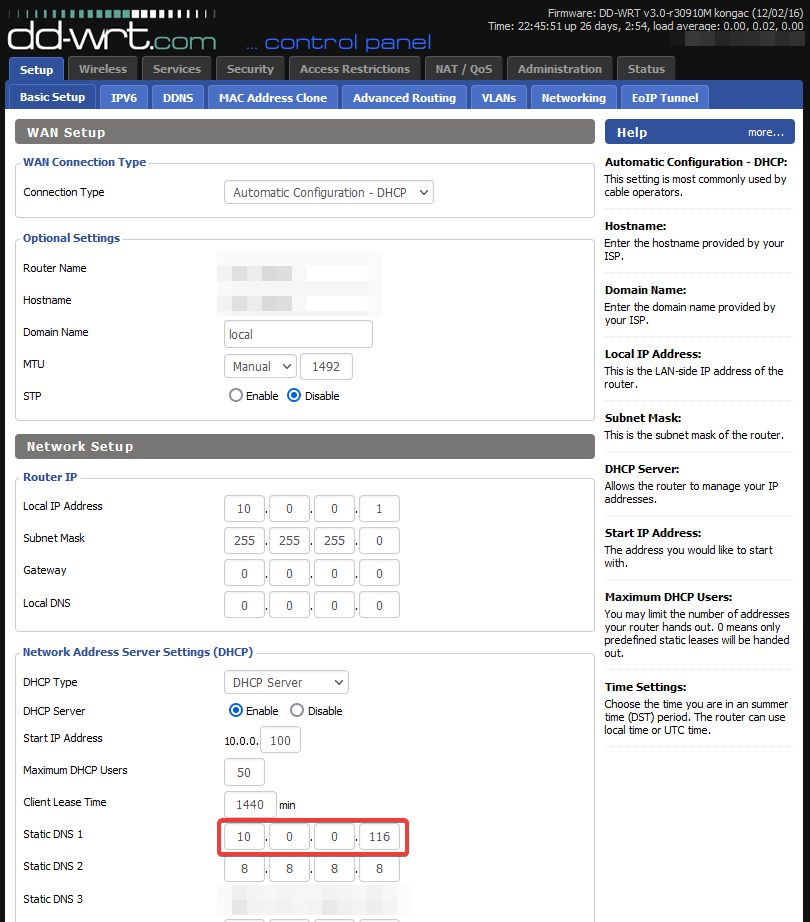 Firmware: DD-WRT v3.0-r30910M kongac (12/02/16)
Time: 22:45:51 up 26 days, 2:54, load average: 0.00, 0.02, 0.00
dd-wrt.com ... control panel
Setup Wireless Services Security Access Restrictions NAT / QoS Administration Status
Basic Setup IPV6 DDNS MAC Address Clone Advanced Routing VLANs Networking EoIP Tunnel
WAN Setup
WAN Connection Type
Connection Type Automatic Configuration - DHCP
Optional Settings
Router Name
Hostname
Domain Name local
MTU Manual 1492
STP Enable Disable
Network Setup
Router IP
Local IP Address 10. 0. 0. 1
Subnet Mask 255. 255. 255. 0
Gateway 0. 0. 0. 0
Local DNS 0. 0. 0. 0
Network Address Server Settings (DHCP)
DHCP Type DHCP Server
DHCP Server Enable Disable
Start IP Address 10.0.0. 100
Maximum DHCP Users 50
Client Lease Time 1440 min
Static DNS 1 10. 0. 0. 116
Static DNS 2 8. 8. 8. 8
Static DNS 3
Help more...
Automatic Configuration - DHCP:
This setting is most commonly used by
cable operators.
Hostname:
Enter the hostname provided by your
ISP.
Domain Name:
Enter the domain name provided by
your ISP.
Local IP Address:
This is the LAN-side IP address of the
router.
Subnet Mask:
This is the subnet mask of the router.
DHCP Server:
Allows the router to manage your IP
addresses.
Start IP Address:
The address you would like to start
with.
Maximum DHCP Users:
You may limit the number of addresses
your router hands out. 0 means only
predefined static leases will be handed
out.
Time Settings:
Choose the time you are in an summer
time (DST) period. The router can use
local time or UTC time.